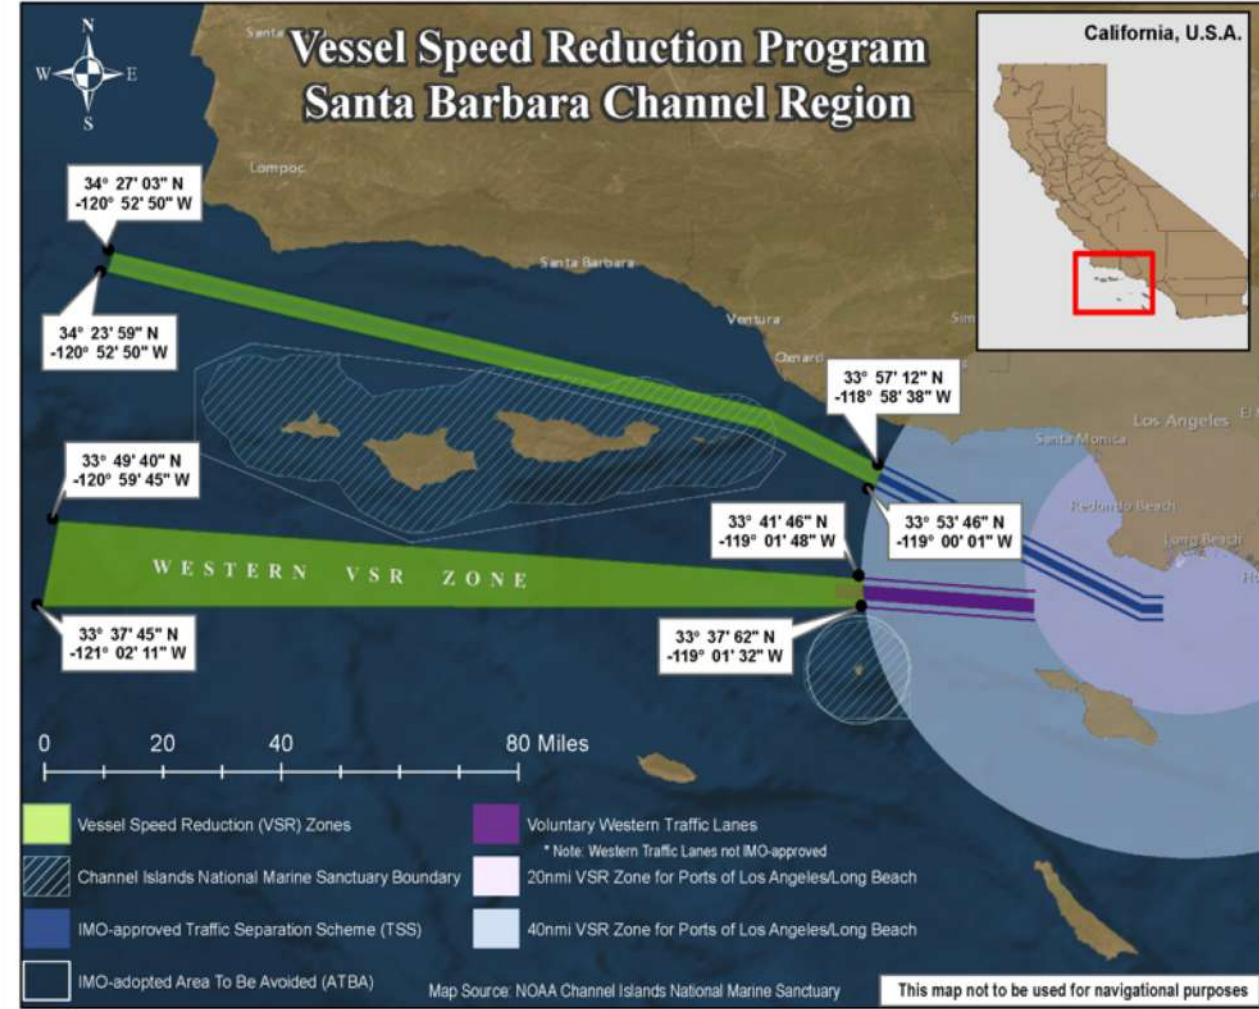 N
W E
S
Santa
Vessel Speed Reduction Program
Santa Barbara Channel Region
California, U.S.A.
Lompoc
34° 27' 03" N
-120° 52' 50" W
Santa Barbara
34° 23' 59" N
-120° 52' 50" W
Ventura
Sim
Oxnard
33° 57' 12" N
-118° 58' 38" W
Los Angeles
El
Santa Monica
33° 49' 40" N
-120° 59' 45" W
Redondo Beach
33° 41' 46" N
-119° 01' 48" W
33° 53' 46" N
-119° 00' 01" W
Long Beach
WESTERN VSR ZONE
33° 37' 45" N
-121° 02' 11" W
33° 37' 62" N
-119° 01' 32" W
0 20 40 80 Miles
Vessel Speed Reduction (VSR) Zones
Channel Islands National Marine Sanctuary Boundary
IMO-approved Traffic Separation Scheme (TSS)
IMO-adopted Area To Be Avoided (ATBA)
Voluntary Western Traffic Lanes
* Note: Western Traffic Lanes not IMO-approved
20nmi VSR Zone for Ports of Los Angeles/Long Beach
40nmi VSR Zone for Ports of Los Angeles/Long Beach
Map Source: NOAA Channel Islands National Marine Sanctuary
This map not to be used for navigational purposes